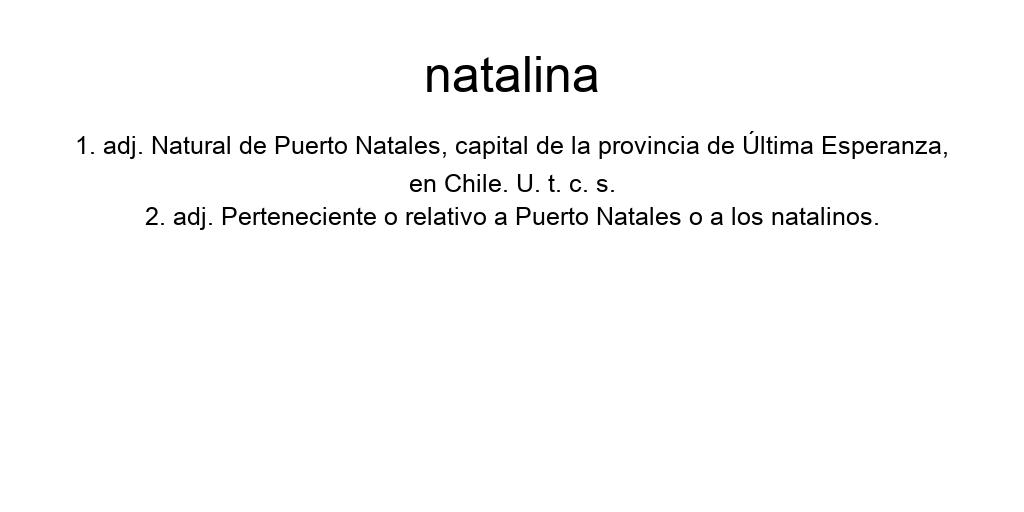 natalina
1. adj. Natural de Puerto Natales, capital de la provincia de Última Esperanza,
en Chile. U. t. c. s.
2. adj. Perteneciente o relativo a Puerto Natales o a los natalinos.